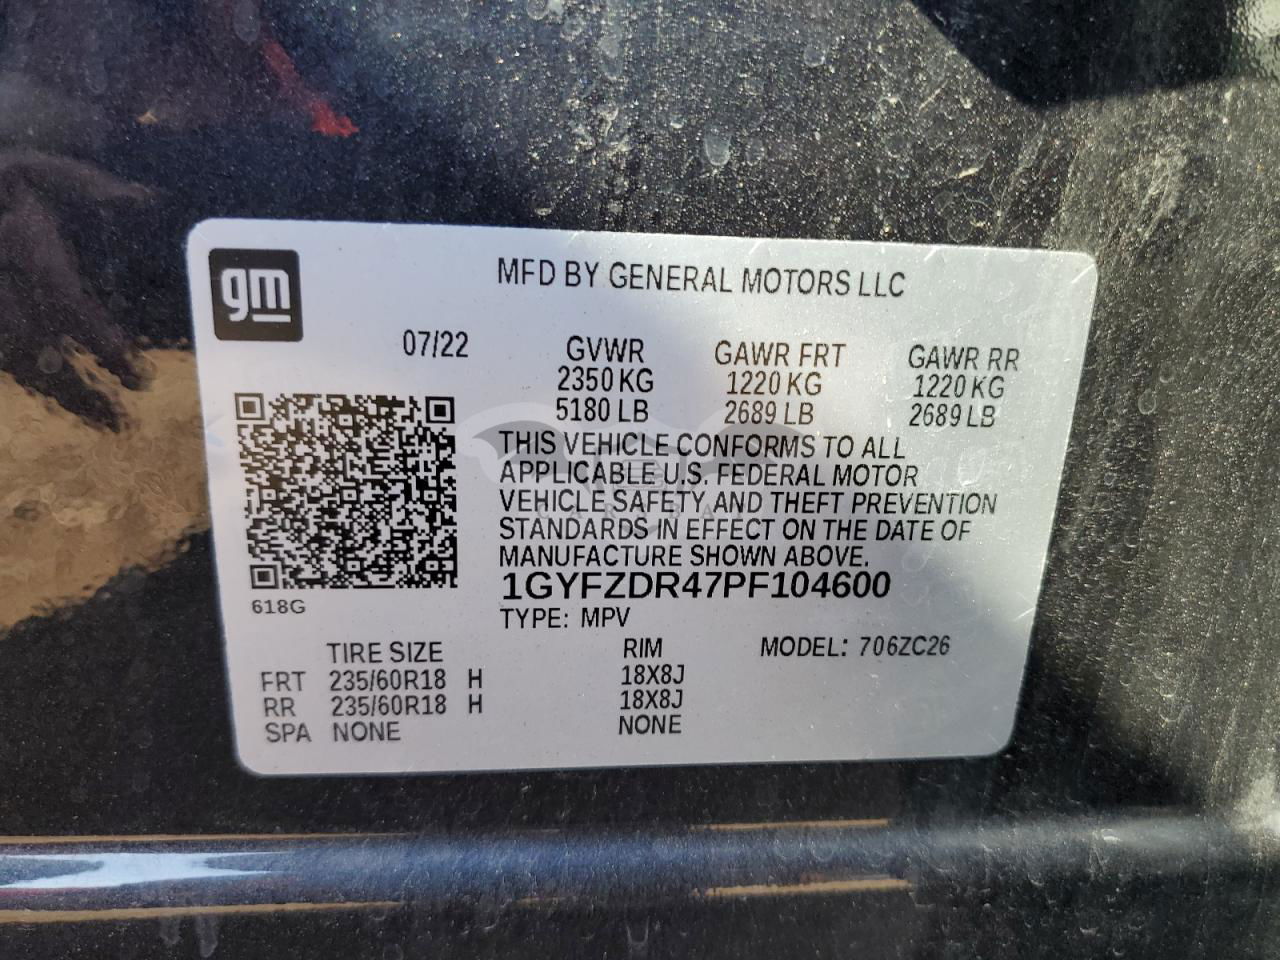 gm
MFD BY GENERAL MOTORS LLC
07/22 GVWR GAWR FRT GAWR RR
2350 KG 1220 KG 1220 KG
5180 LB 2689 LB 2689 LB
THIS VEHICLE CONFORMS TO ALL
APPLICABLE U.S. FEDERAL MOTOR
VEHICLE SAFETY AND THEFT PREVENTION
STANDARDS IN EFFECT ON THE DATE OF
MANUFACTURE SHOWN ABOVE.
1GYFZDR47PF104600
618G
TYPE: MPV
TIRE SIZE RIM MODEL: 706ZC26
FRT 235/60R18 H 18X8J
RR 235/60R18 H 18X8J
SPA NONE NONE